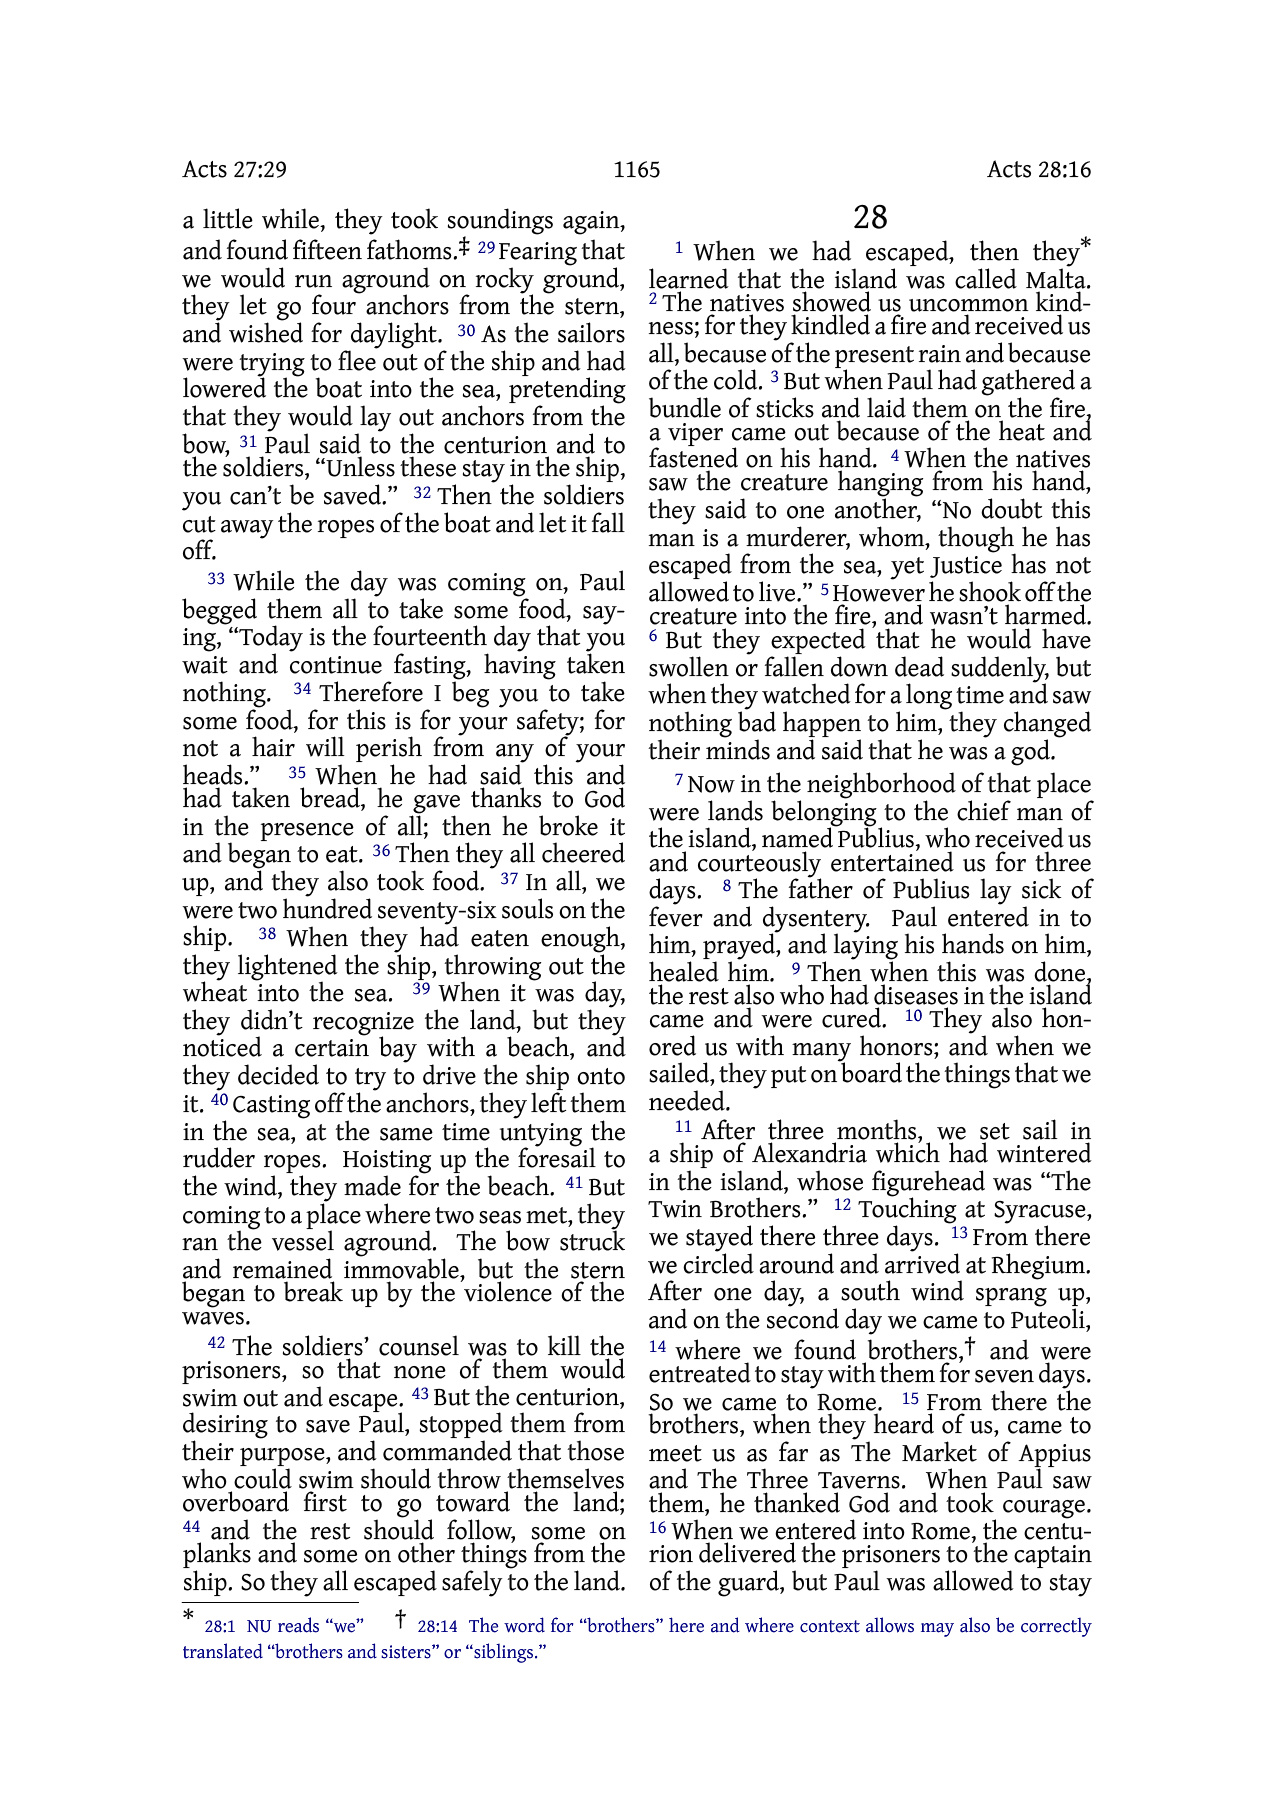 Acts 27:29 1165 Acts 28:16
a little while, they took soundings again,
and found fifteen fathoms.‡ 29 Fearing that
we would run aground on rocky ground,
they let go four anchors from the stern,
and wished for daylight. 30 As the sailors
were trying to flee out of the ship and had
lowered the boat into the sea, pretending
that they would lay out anchors from the
bow, 31 Paul said to the centurion and to
the soldiers, “Unless these stay in the ship,
you can’t be saved.” 32 Then the soldiers
cut away the ropes of the boat and let it fall
off.
33 While the day was coming on, Paul
begged them all to take some food, say-
ing, “Today is the fourteenth day that you
wait and continue fasting, having taken
nothing. 34 Therefore I beg you to take
some food, for this is for your safety; for
not a hair will perish from any of your
heads.” 35 When he had said this and
had taken bread, he gave thanks to God
in the presence of all; then he broke it
and began to eat. 36 Then they all cheered
up, and they also took food. 37 In all, we
were two hundred seventy-six souls on the
ship. 38 When they had eaten enough,
they lightened the ship, throwing out the
wheat into the sea. 39 When it was day,
they didn’t recognize the land, but they
noticed a certain bay with a beach, and
they decided to try to drive the ship onto
it. 40 Casting off the anchors, they left them
in the sea, at the same time untying the
rudder ropes. Hoisting up the foresail to
the wind, they made for the beach. 41 But
coming to a place where two seas met, they
ran the vessel aground. The bow struck
and remained immovable, but the stern
began to break up by the violence of the
waves.
42 The soldiers’ counsel was to kill the
prisoners, so that none of them would
swim out and escape. 43 But the centurion,
desiring to save Paul, stopped them from
their purpose, and commanded that those
who could swim should throw themselves
overboard first to go toward the land;
44 and the rest should follow, some on
planks and some on other things from the
ship. So they all escaped safely to the land.
28
1 When we had escaped, then they*
learned that the island was called Malta.
2 The natives showed us uncommon kind-
ness; for they kindled a fire and received us
all, because of the present rain and because
of the cold. 3 But when Paul had gathered a
bundle of sticks and laid them on the fire,
a viper came out because of the heat and
fastened on his hand. 4 When the natives
saw the creature hanging from his hand,
they said to one another, “No doubt this
man is a murderer, whom, though he has
escaped from the sea, yet Justice has not
allowed to live.” 5 However he shook off the
creature into the fire, and wasn’t harmed.
6 But they expected that he would have
swollen or fallen down dead suddenly, but
when they watched for a long time and saw
nothing bad happen to him, they changed
their minds and said that he was a god.
7 Now in the neighborhood of that place
were lands belonging to the chief man of
the island, named Publius, who received us
and courteously entertained us for three
days. 8 The father of Publius lay sick of
fever and dysentery. Paul entered in to
him, prayed, and laying his hands on him,
healed him. 9 Then when this was done,
the rest also who had diseases in the island
came and were cured. 10 They also hon-
ored us with many honors; and when we
sailed, they put on board the things that we
needed.
11 After three months, we set sail in
a ship of Alexandria which had wintered
in the island, whose figurehead was “The
Twin Brothers.” 12 Touching at Syracuse,
we stayed there three days. 13 From there
we circled around and arrived at Rhegium.
After one day, a south wind sprang up,
and on the second day we came to Puteoli,
14 where we found brothers,† and were
entreated to stay with them for seven days.
So we came to Rome. 15 From there the
brothers, when they heard of us, came to
meet us as far as The Market of Appius
and The Three Taverns. When Paul saw
them, he thanked God and took courage.
16 When we entered into Rome, the centu-
rion delivered the prisoners to the captain
of the guard, but Paul was allowed to stay
* 28:1 NU reads “we” † 28:14 The word for “brothers” here and where context allows may also be correctly
translated “brothers and sisters” or “siblings.”